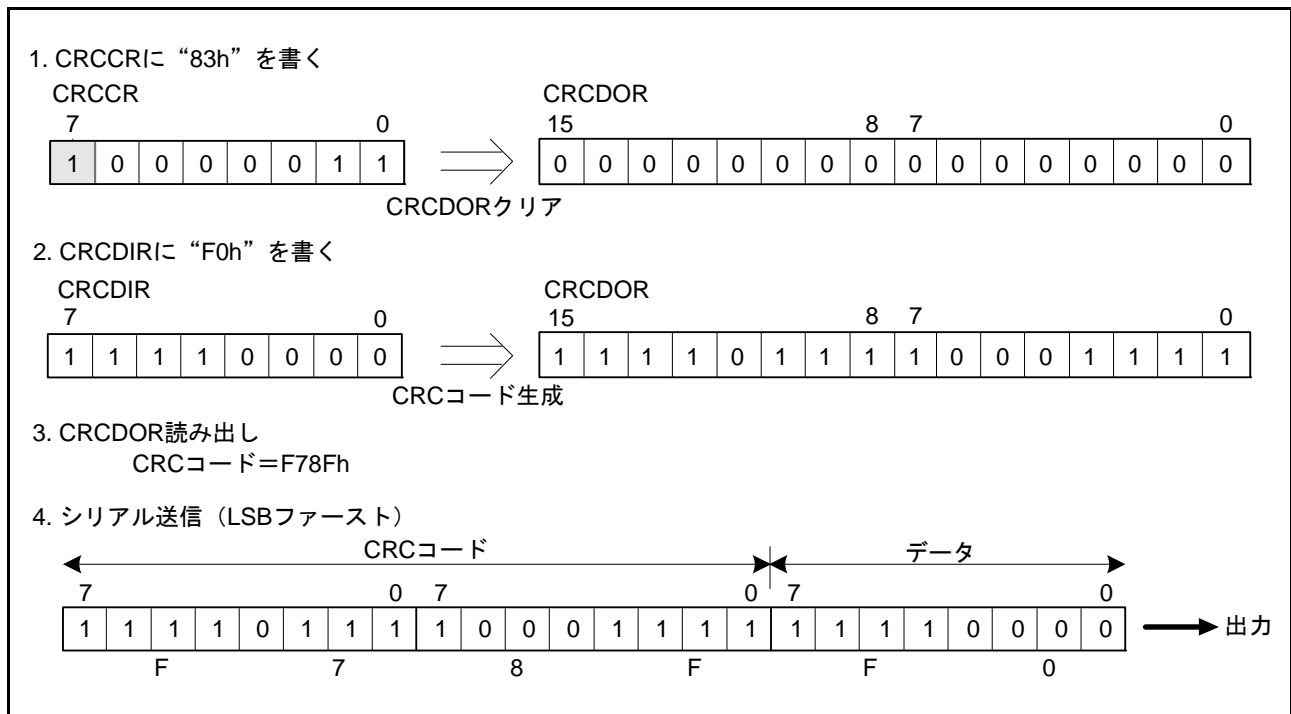 1. CRCCRに“83h”を書く
CRCCR CRCDOR
7 0 15 8 7 0
1 0 0 0 0 0 1 1 0 0 0 0 0 0 0 0 0 0 0 0 0 0 0 0
CRCDORクリア
2. CRCDIRに“F0h”を書く
CRCDIR CRCDOR
7 0 15 8 7 0
1 1 1 1 0 0 0 0 1 1 1 1 0 1 1 1 1 0 0 0 1 1 1 1
CRCコード生成
3. CRCDOR読み出し
CRCコード＝F78Fh
4. シリアル送信（LSBファースト）
CRCコード データ
7 0 7 0 7 0
1 1 1 1 0 1 1 1 1 0 0 0 1 1 1 1 1 1 1 1 0 0 0 0 出力
F 7 8 F F 0